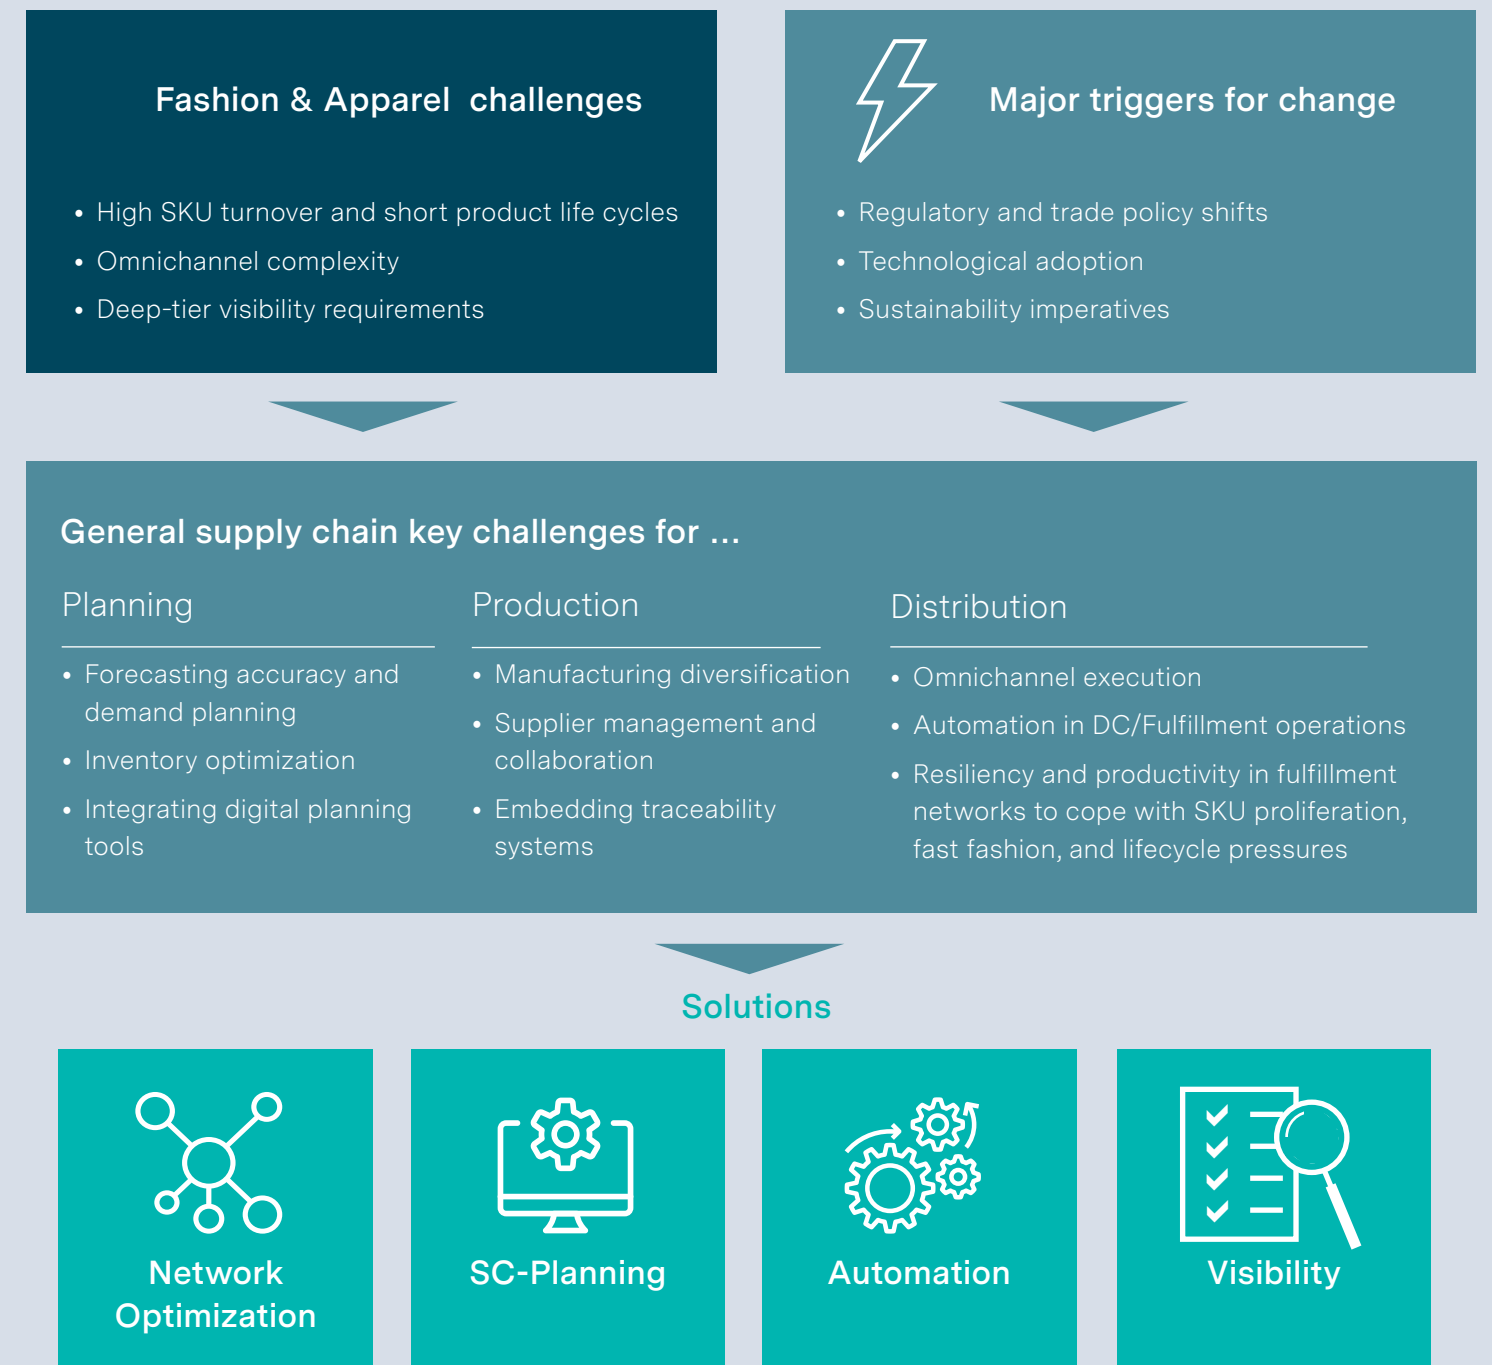 Fashion & Apparel challenges
• High SKU turnover and short product life cycles
• Omnichannel complexity
• Deep-tier visibility requirements
Major triggers for change
• Regulatory and trade policy shifts
• Technological adoption
• Sustainability imperatives
General supply chain key challenges for ...
Planning
• Forecasting accuracy and
demand planning
• Inventory optimization
• Integrating digital planning
tools
Production
• Manufacturing diversification
• Supplier management and
collaboration
• Embedding traceability
systems
Distribution
• Omnichannel execution
• Automation in DC/Fulfillment operations
• Resiliency and productivity in fulfillment
networks to cope with SKU proliferation,
fast fashion, and lifecycle pressures
Solutions
Network
Optimization
SC-Planning
Automation
Visibility